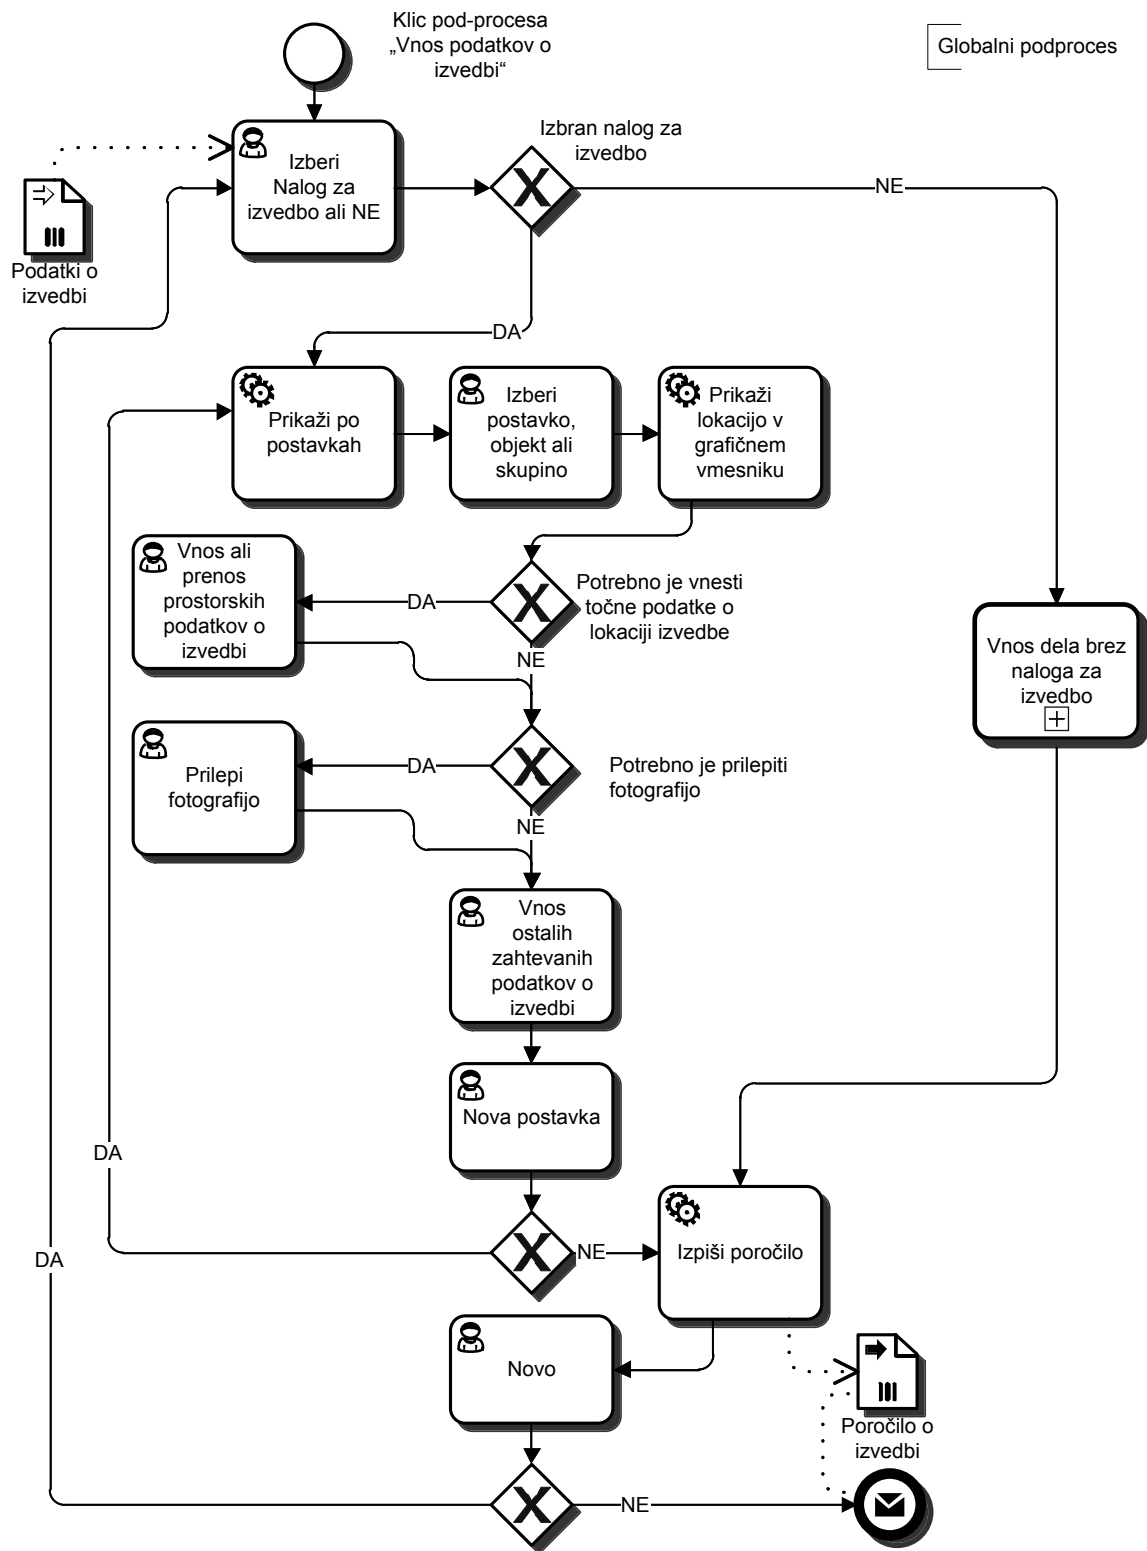 Klic pod-procesa
„Vnos podatkov o
izvedbi“
Globalni podproces
Izberi
Nalog za
izvedbo ali NE
Izbran nalog za
izvedbo
NE
Podatki o
izvedbi
DA
Prikaži po
postavkah
Izberi
postavko,
objekt ali
skupino
Prikaži
lokacijo v
grafičnem
vmesniku
Vnos ali
prenos
prostorskih
podatkov o
izvedbi
DA
Potrebno je vnesti
točne podatke o
lokaciji izvedbe
NE
Vnos dela brez
naloga za
izvedbo
Prilepi
fotografijo
DA
Potrebno je prilepiti
fotografijo
NE
Vnos
ostalih
zahtevanih
podatkov o
izvedbi
Nova postavka
DA
NE
Izpiši poročilo
DA
Novo
Poročilo o
izvedbi
NE